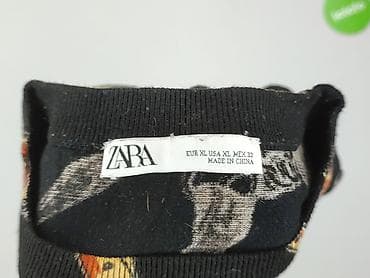 ZARA
EUR XL USA XL MEX 32
MADE IN CHINA